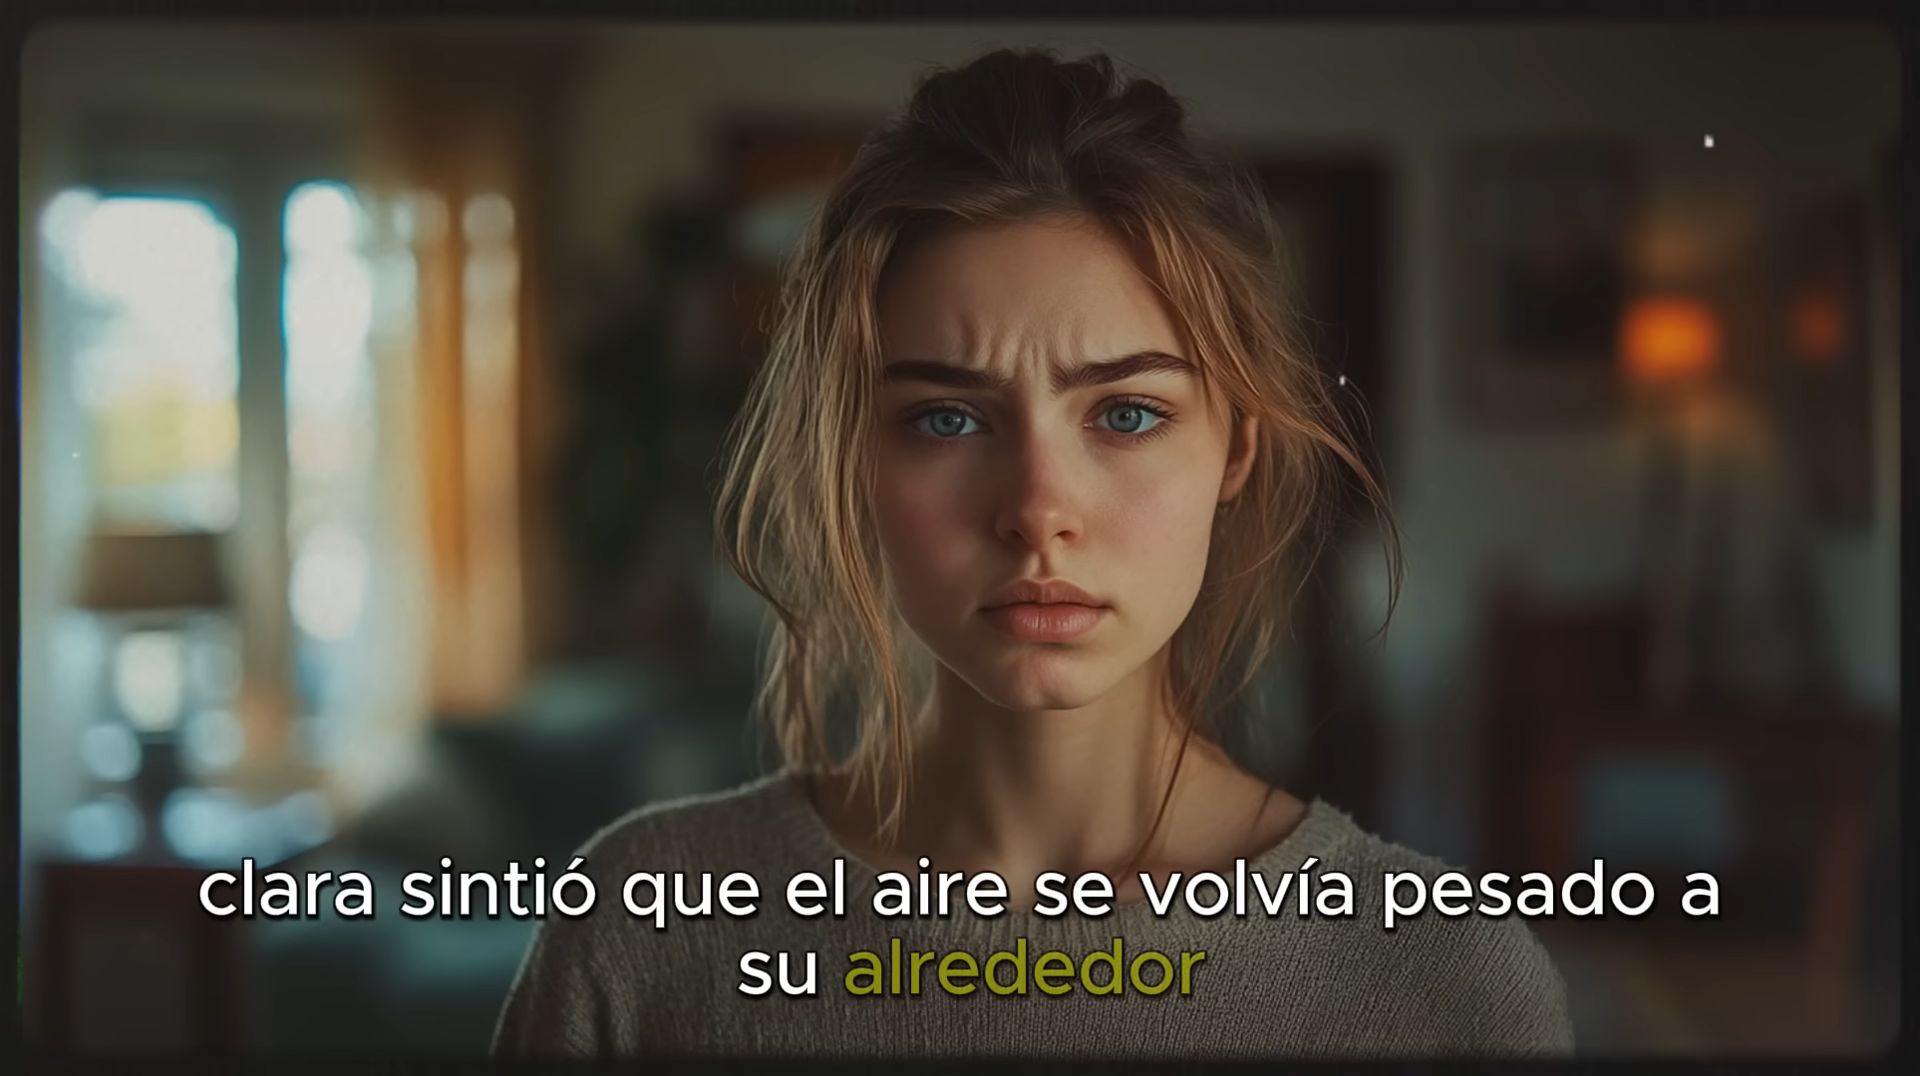 clara sintió que el aire se volvía pesado a
su alrededor